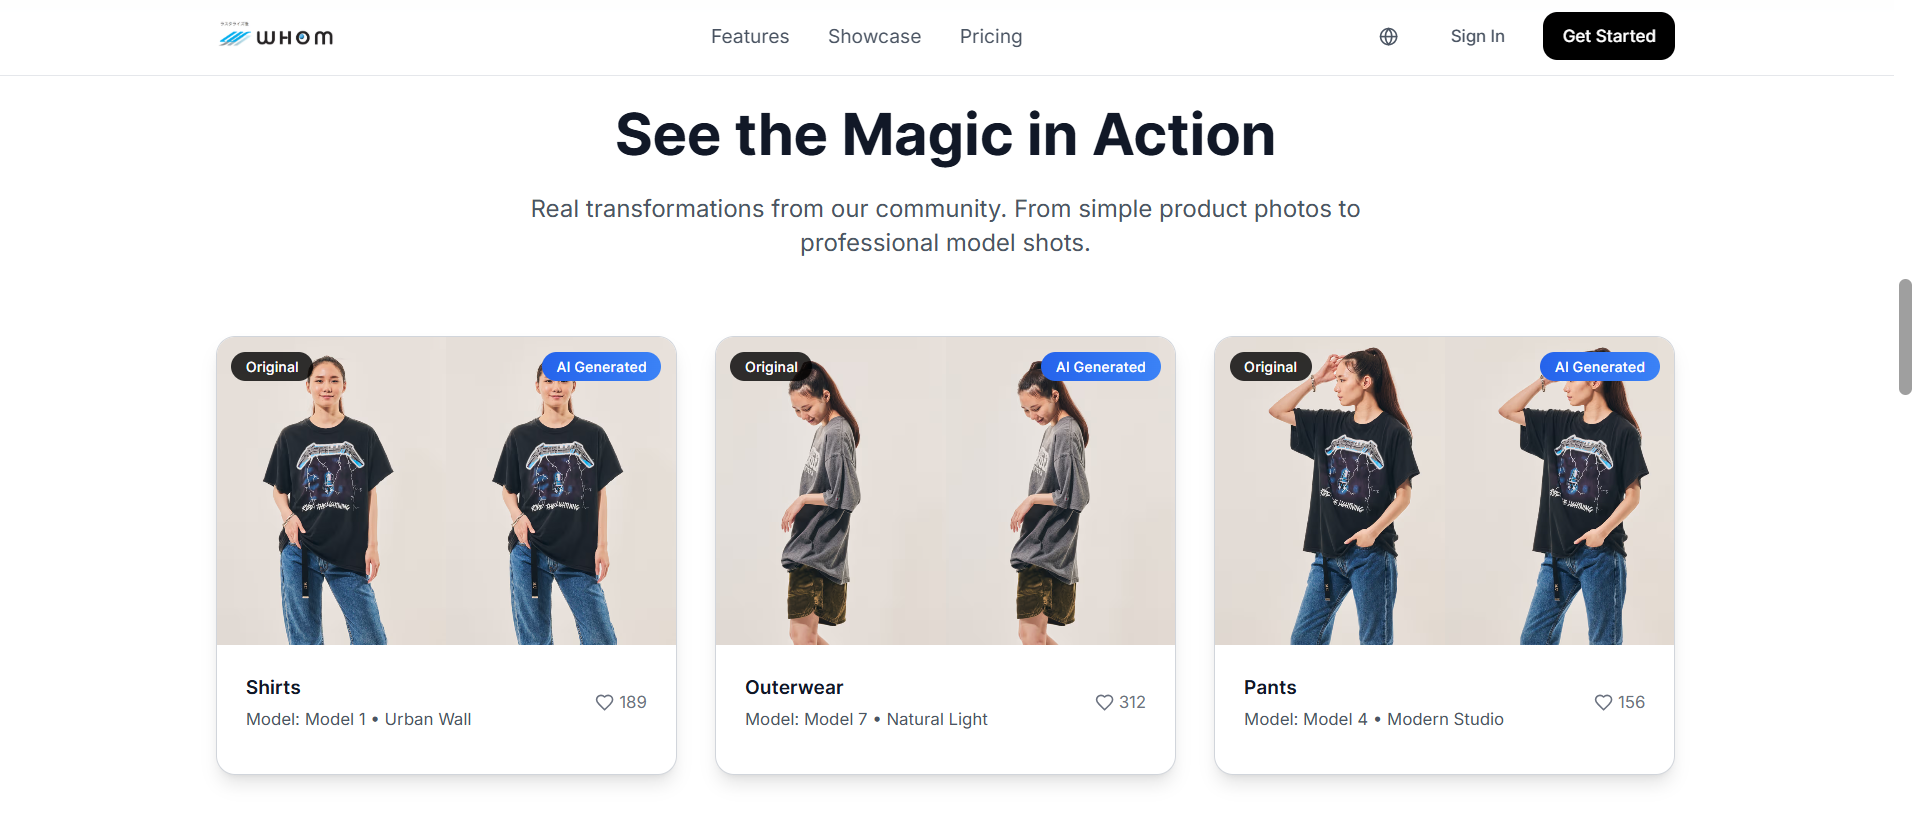 WHOM
Features
Showcase
Pricing
Sign In
Get Started
See the Magic in Action
Real transformations from our community. From simple product photos to
professional model shots.
Original
AI Generated
Original
AI Generated
Original
AI Generated
Shirts
Model: Model 1 • Urban Wall
189
Outerwear
Model: Model 7 • Natural Light
312
Pants
Model: Model 4 • Modern Studio
156